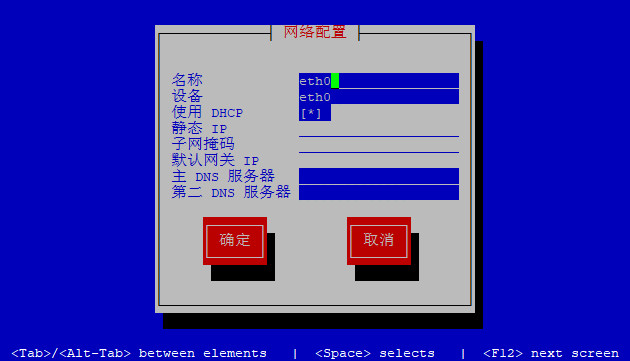 网络配置
名称 eth0
设备 eth0
使用 DHCP [*]
静态 IP
子网掩码
默认网关 IP
主 DNS 服务器
第二 DNS 服务器
确定 取消
<Tab>/<Alt-Tab> between elements | <Space> selects | <F12> next screen